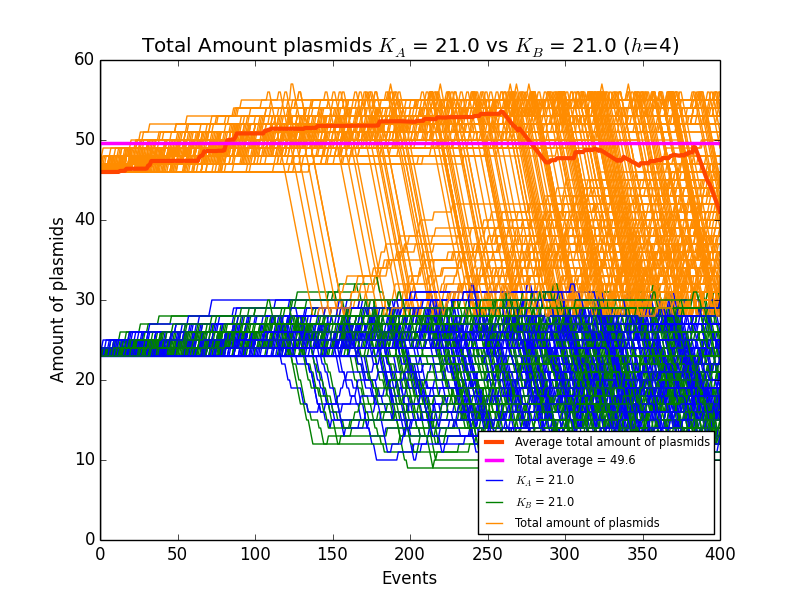 Total Amount plasmids K_A = 21.0 vs K_B = 21.0 (h=4)
60
50
40
30
20
10
0
Amount of plasmids
0 50 100 150 200 250 300 350 400
Events
Average total amount of plasmids
Total average = 49.6
K_A = 21.0
K_B = 21.0
Total amount of plasmids